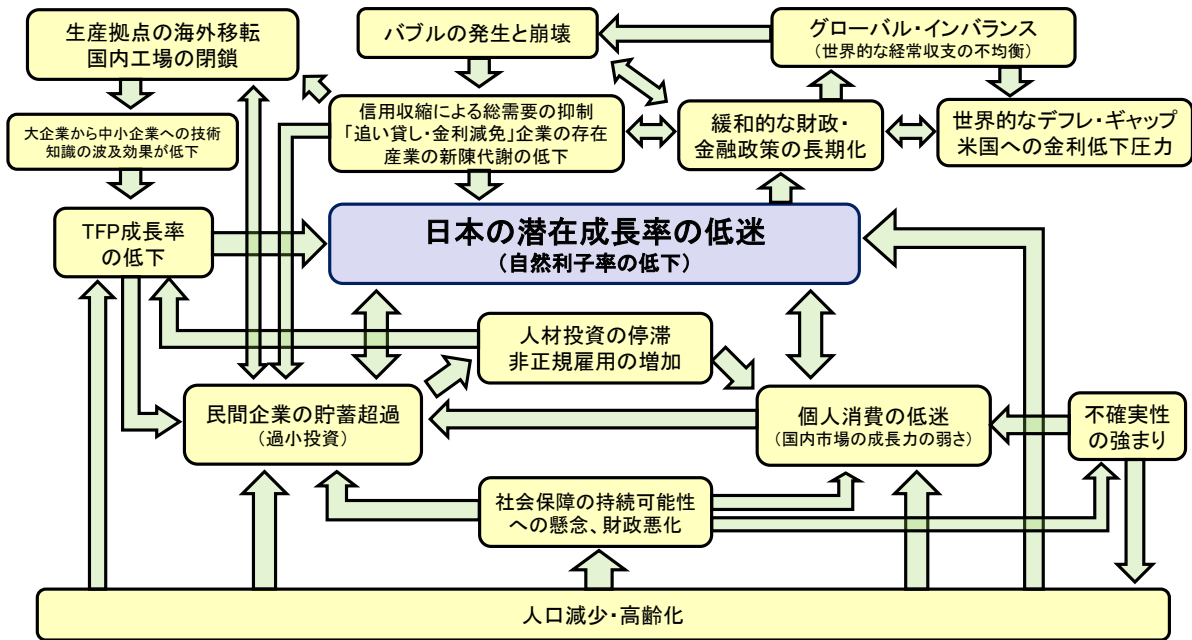 生産拠点の海外移転
国内工場の閉鎖
バブルの発生と崩壊
グローバル・インバランス
(世界的な経常収支の不均衡)
大企業から中小企業への技術
知識の波及効果が低下
信用収縮による総需要の抑制
「追い貸し・金利減免」企業の存在
産業の新陳代謝の低下
緩和的な財政・
金融政策の長期化
世界的なデフレ・ギャップ
米国への金利低下圧力
TFP成長率
の低下
日本の潜在成長率の低迷
(自然利子率の低下)
人材投資の停滞
非正規雇用の増加
民間企業の貯蓄超過
(過小投資)
個人消費の低迷
(国内市場の成長力の弱さ)
不確実性
の強まり
社会保障の持続可能性
への懸念、財政悪化
人口減少・高齢化